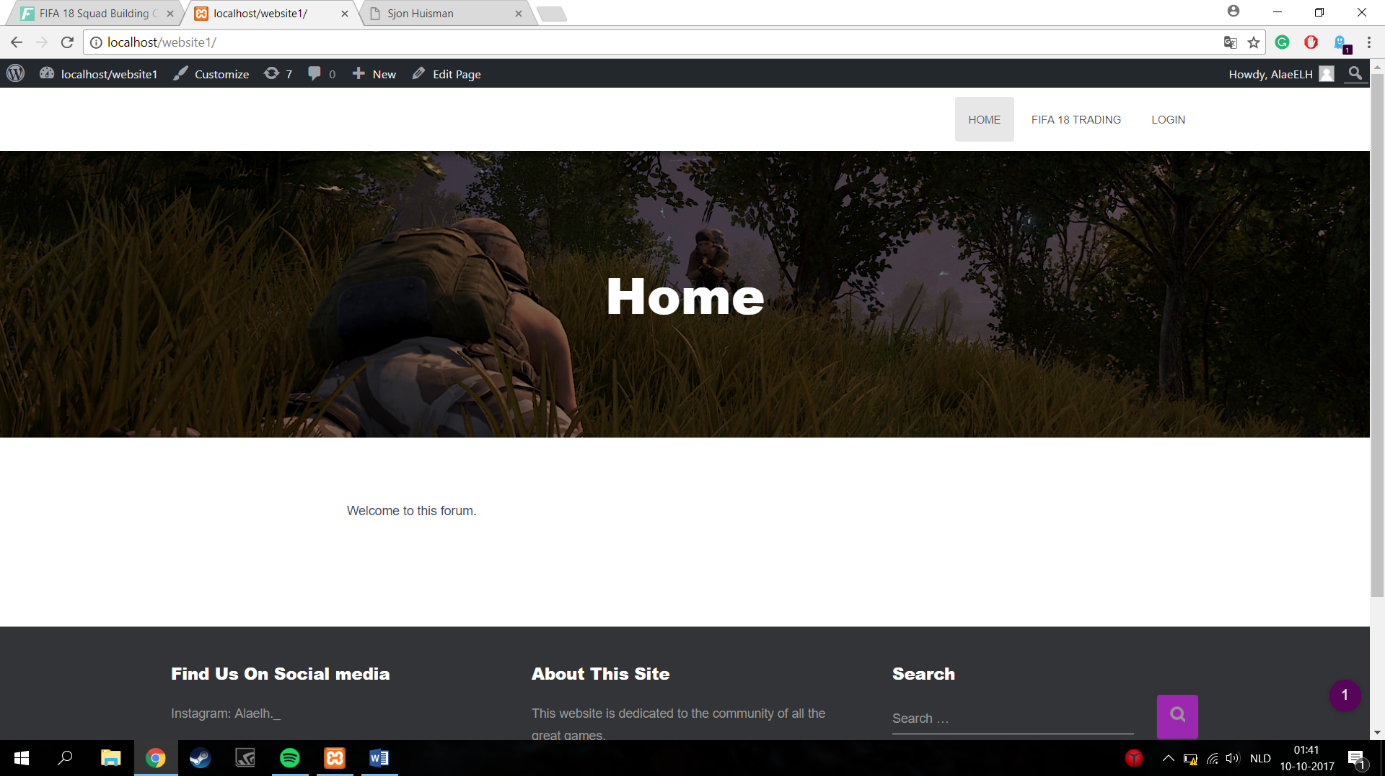 FIFA 18 Squad Building C
localhost/website1/
Sjon Huisman
localhost/website1/
1
localhost/website1
Customize
7
0
New
Edit Page
Howdy, AlaeELH
HOME
FIFA 18 TRADING
LOGIN
Home
Welcome to this forum.
Find Us On Social media
About This Site
Search
Instagram: Alaelh._
This website is dedicated to the community of all the
great games.
Search …
1
NLD
01:41
10-10-2017
1